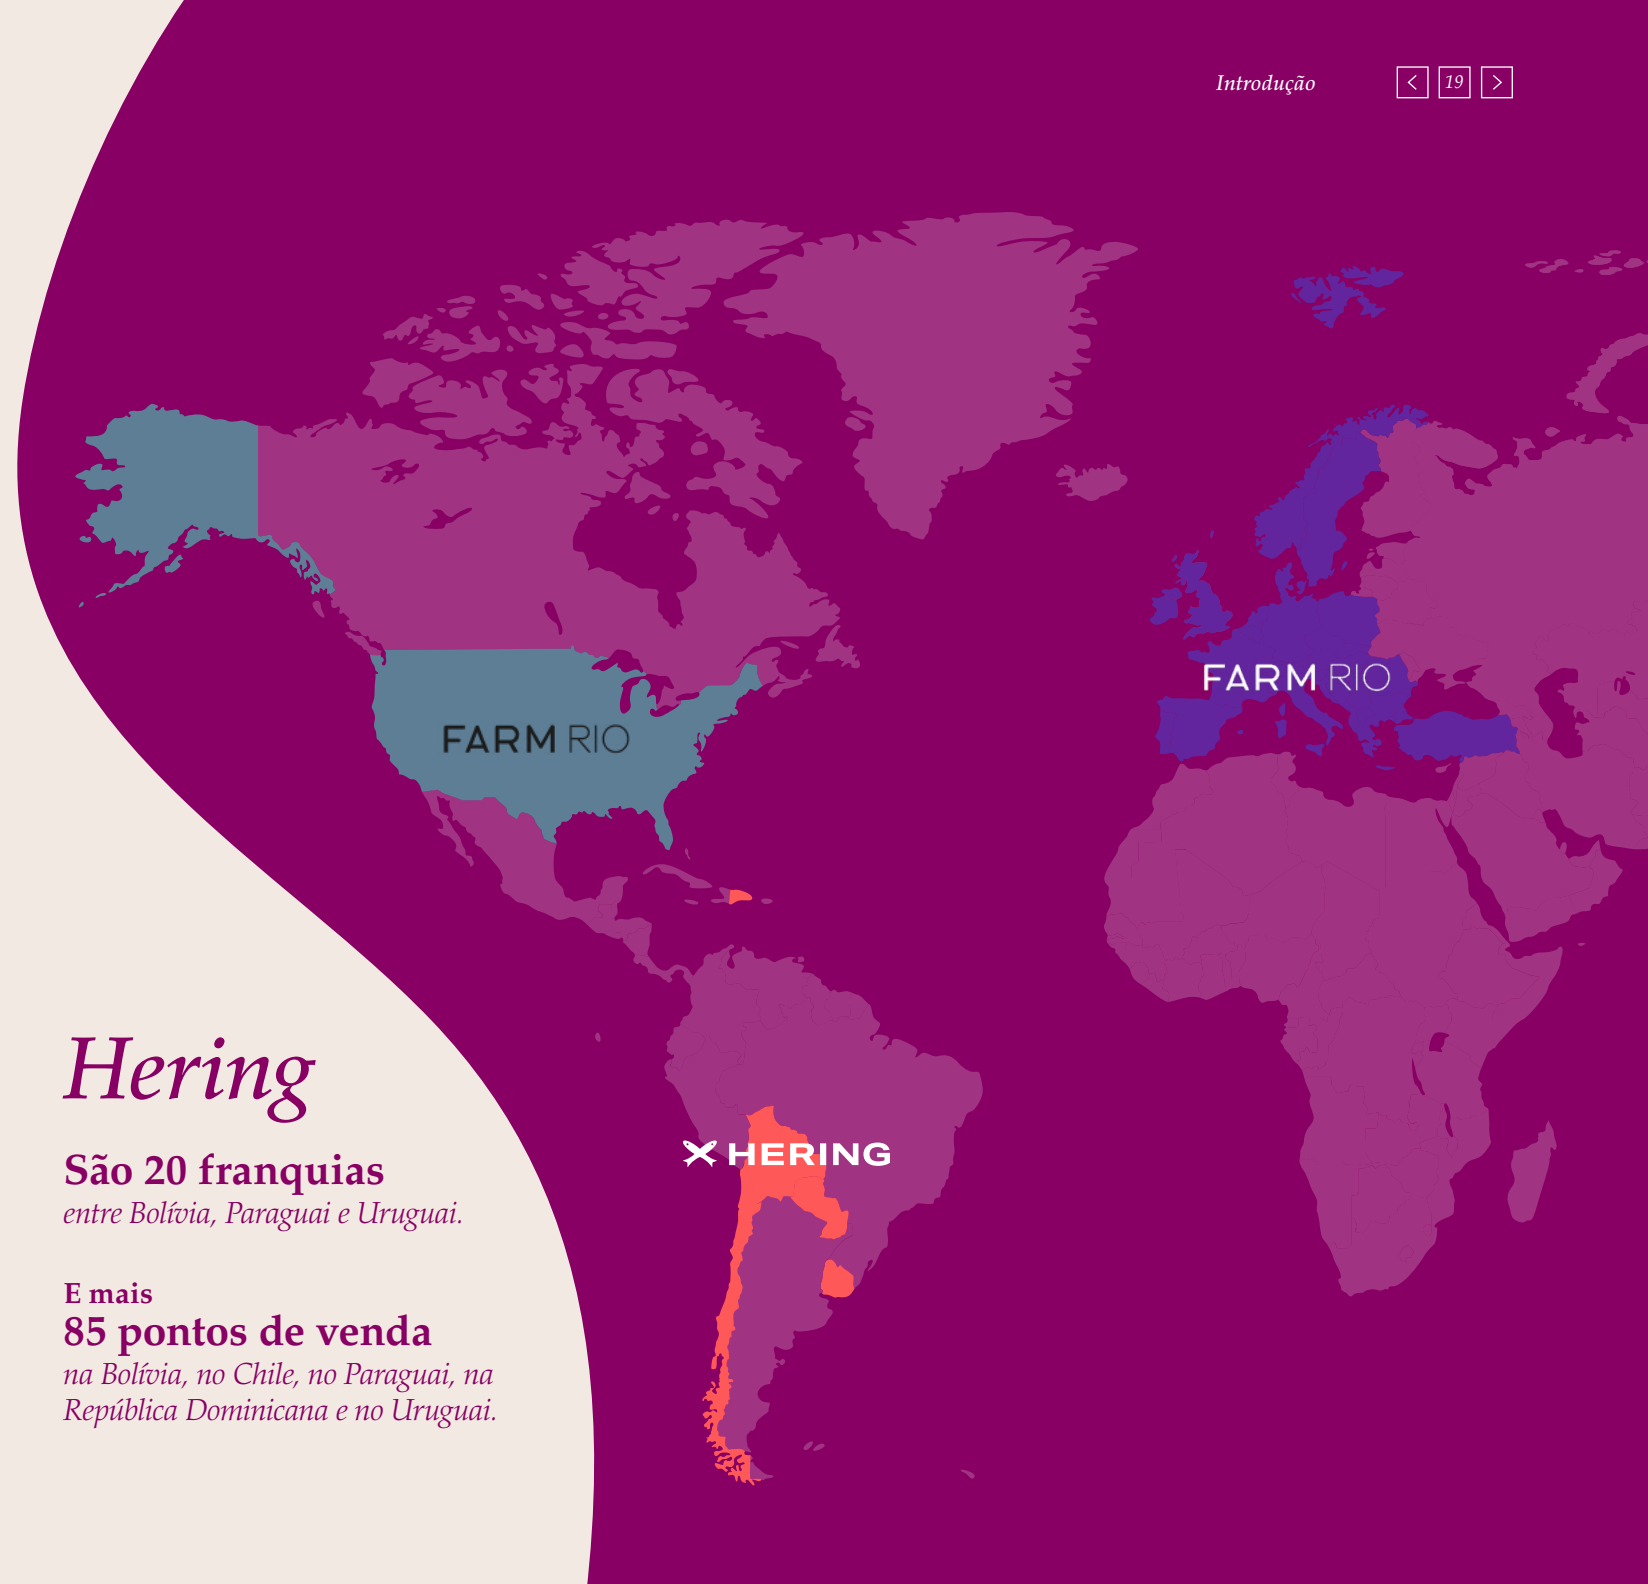 Introdução
19
FARM RIO
FARM RIO
HERING
Hering
São 20 franquias
entre Bolívia, Paraguai e Uruguai.
E mais
85 pontos de venda
na Bolívia, no Chile, no Paraguai, na
República Dominicana e no Uruguai.